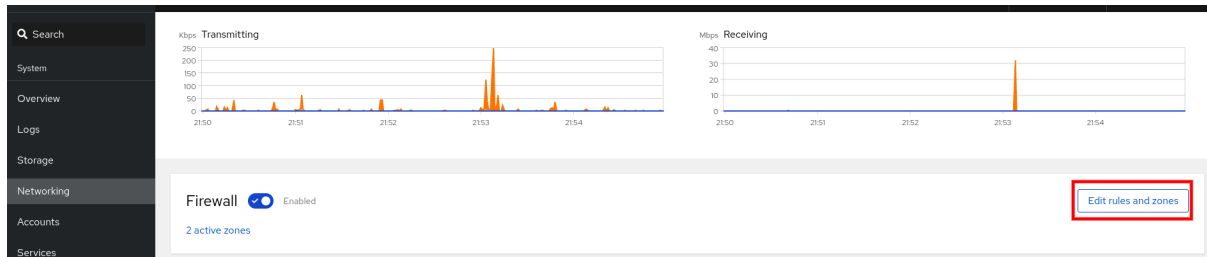 Search
System
Overview
Logs
Storage
Networking
Accounts
Services
Kbps Transmitting
250
200
150
100
50
0
21:50 21:51 21:52 21:53 21:54
Mbps Receiving
40
30
20
10
0
21:50 21:51 21:52 21:53 21:54
Firewall Enabled
Edit rules and zones
2 active zones